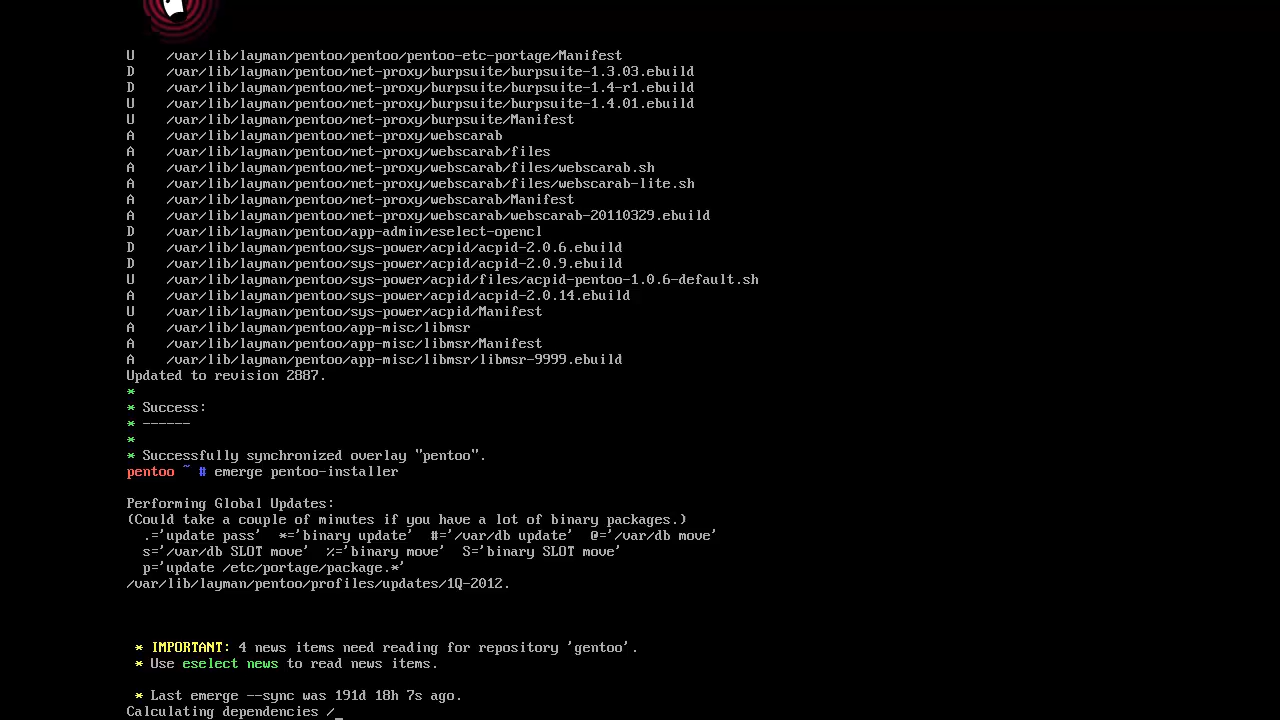 U    /var/lib/layman/pentoo/pentoo/pentoo-etc-portage/Manifest
D    /var/lib/layman/pentoo/net-proxy/burpsuite/burpsuite-1.3.03.ebuild
D    /var/lib/layman/pentoo/net-proxy/burpsuite/burpsuite-1.4-r1.ebuild
U    /var/lib/layman/pentoo/net-proxy/burpsuite/burpsuite-1.4.01.ebuild
U    /var/lib/layman/pentoo/net-proxy/burpsuite/Manifest
A    /var/lib/layman/pentoo/net-proxy/webscarab
A    /var/lib/layman/pentoo/net-proxy/webscarab/files
A    /var/lib/layman/pentoo/net-proxy/webscarab/files/webscarab.sh
A    /var/lib/layman/pentoo/net-proxy/webscarab/files/webscarab-lite.sh
A    /var/lib/layman/pentoo/net-proxy/webscarab/Manifest
A    /var/lib/layman/pentoo/net-proxy/webscarab/webscarab-20110329.ebuild
D    /var/lib/layman/pentoo/app-admin/eselect-opencl
D    /var/lib/layman/pentoo/sys-power/acpid/acpid-2.0.6.ebuild
D    /var/lib/layman/pentoo/sys-power/acpid/acpid-2.0.9.ebuild
U    /var/lib/layman/pentoo/sys-power/acpid/files/acpid-pentoo-1.0.6-default.sh
A    /var/lib/layman/pentoo/sys-power/acpid/acpid-2.0.14.ebuild
U    /var/lib/layman/pentoo/sys-power/acpid/Manifest
A    /var/lib/layman/pentoo/app-misc/libmsr
A    /var/lib/layman/pentoo/app-misc/libmsr/Manifest
A    /var/lib/layman/pentoo/app-misc/libmsr/libmsr-9999.ebuild
Updated to revision 2887.
*
* Success:
* ------
*
* Successfully synchronized overlay "pentoo".
pentoo ~ # emerge pentoo-installer
Performing Global Updates:
(Could take a couple of minutes if you have a lot of binary packages.)
  .='update pass'  *='binary update'  #='/var/db update'  @='/var/db move'
  s='/var/db SLOT move'  %='binary move'  S='binary SLOT move'
  p='update /etc/portage/package.*'
/var/lib/layman/pentoo/profiles/updates/1Q-2012.
 * IMPORTANT: 4 news items need reading for repository 'gentoo'.
 * Use eselect news to read news items.
 * Last emerge --sync was 191d 18h 7s ago.
Calculating dependencies /_